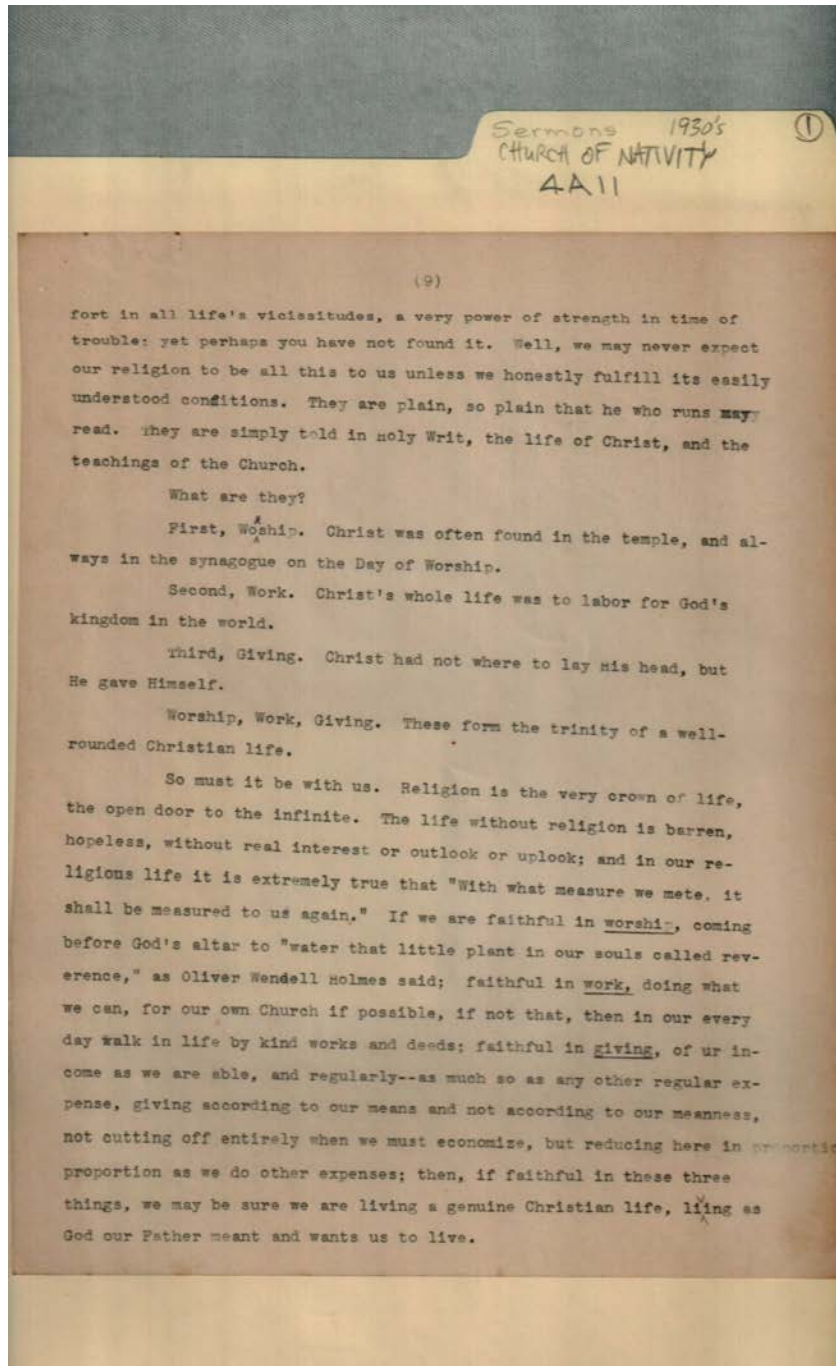 Sermons 1930's ①
CHURCH OF NATIVITY
4A11
(9)
fort in all life's vicissitudes, a very power of strength in time of
trouble: yet perhaps you have not found it. Well, we may never expect
our religion to be all this to us unless we honestly fulfill its easily
understood conditions. They are plain, so plain that he who runs may
read. They are simply told in Holy Writ, the life of Christ, and the
teachings of the Church.
What are they?
First, Worship. Christ was often found in the temple, and al-
ways in the synagogue on the Day of Worship.
Second, Work. Christ's whole life was to labor for God's
kingdom in the world.
Third, Giving. Christ had not where to lay His head, but
He gave Himself.
Worship, Work, Giving. These form the trinity of a well-
rounded Christian life.
So must it be with us. Religion is the very crown of life,
the open door to the infinite. The life without religion is barren,
hopeless, without real interest or outlook or uplook; and in our re-
ligious life it is extremely true that "With what measure we mete, it
shall be measured to us again." If we are faithful in worship, coming
before God's altar to "water that little plant in our souls called rev-
erence," as Oliver Wendell Holmes said; faithful in work, doing what
we can, for our own Church if possible, if not that, then in our every
day walk in life by kind works and deeds; faithful in giving, of ur in-
come as we are able, and regularly--as much so as any other regular ex-
pense, giving according to our means and not according to our meanness,
not cutting off entirely when we must economize, but reducing here in proportio
proportion as we do other expenses; then, if faithful in these three
things, we may be sure we are living a genuine Christian life, living as
God our Father meant and wants us to live.